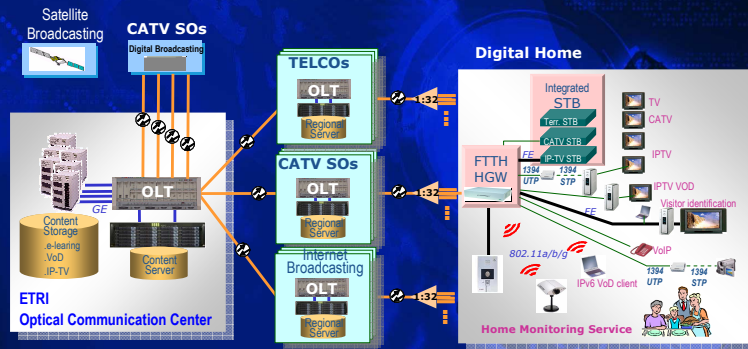 Satellite
Broadcasting
CATV SOs
Digital Broadcasting
OLT
GE
Content
Storage
.e-learing
.VoD
.IP-TV
Content
Server
ETRI
Optical Communication Center
TELCOs
OLT
Regional
Server
1:32
CATV SOs
OLT
Regional
Server
1:32
Internet
Broadcasting
OLT
Regional
Server
1:32
Digital Home
Integrated
STB
Terr. STB
CATV STB
IP-TV STB
FTTH
HGW
FE
1394
UTP
1394
STP
TV
CATV
IPTV
IPTV VOD
FE
Visitor identification
802.11a/b/g
VoIP
IPv6 VoD client
1394
UTP
1394
STP
Home Monitoring Service